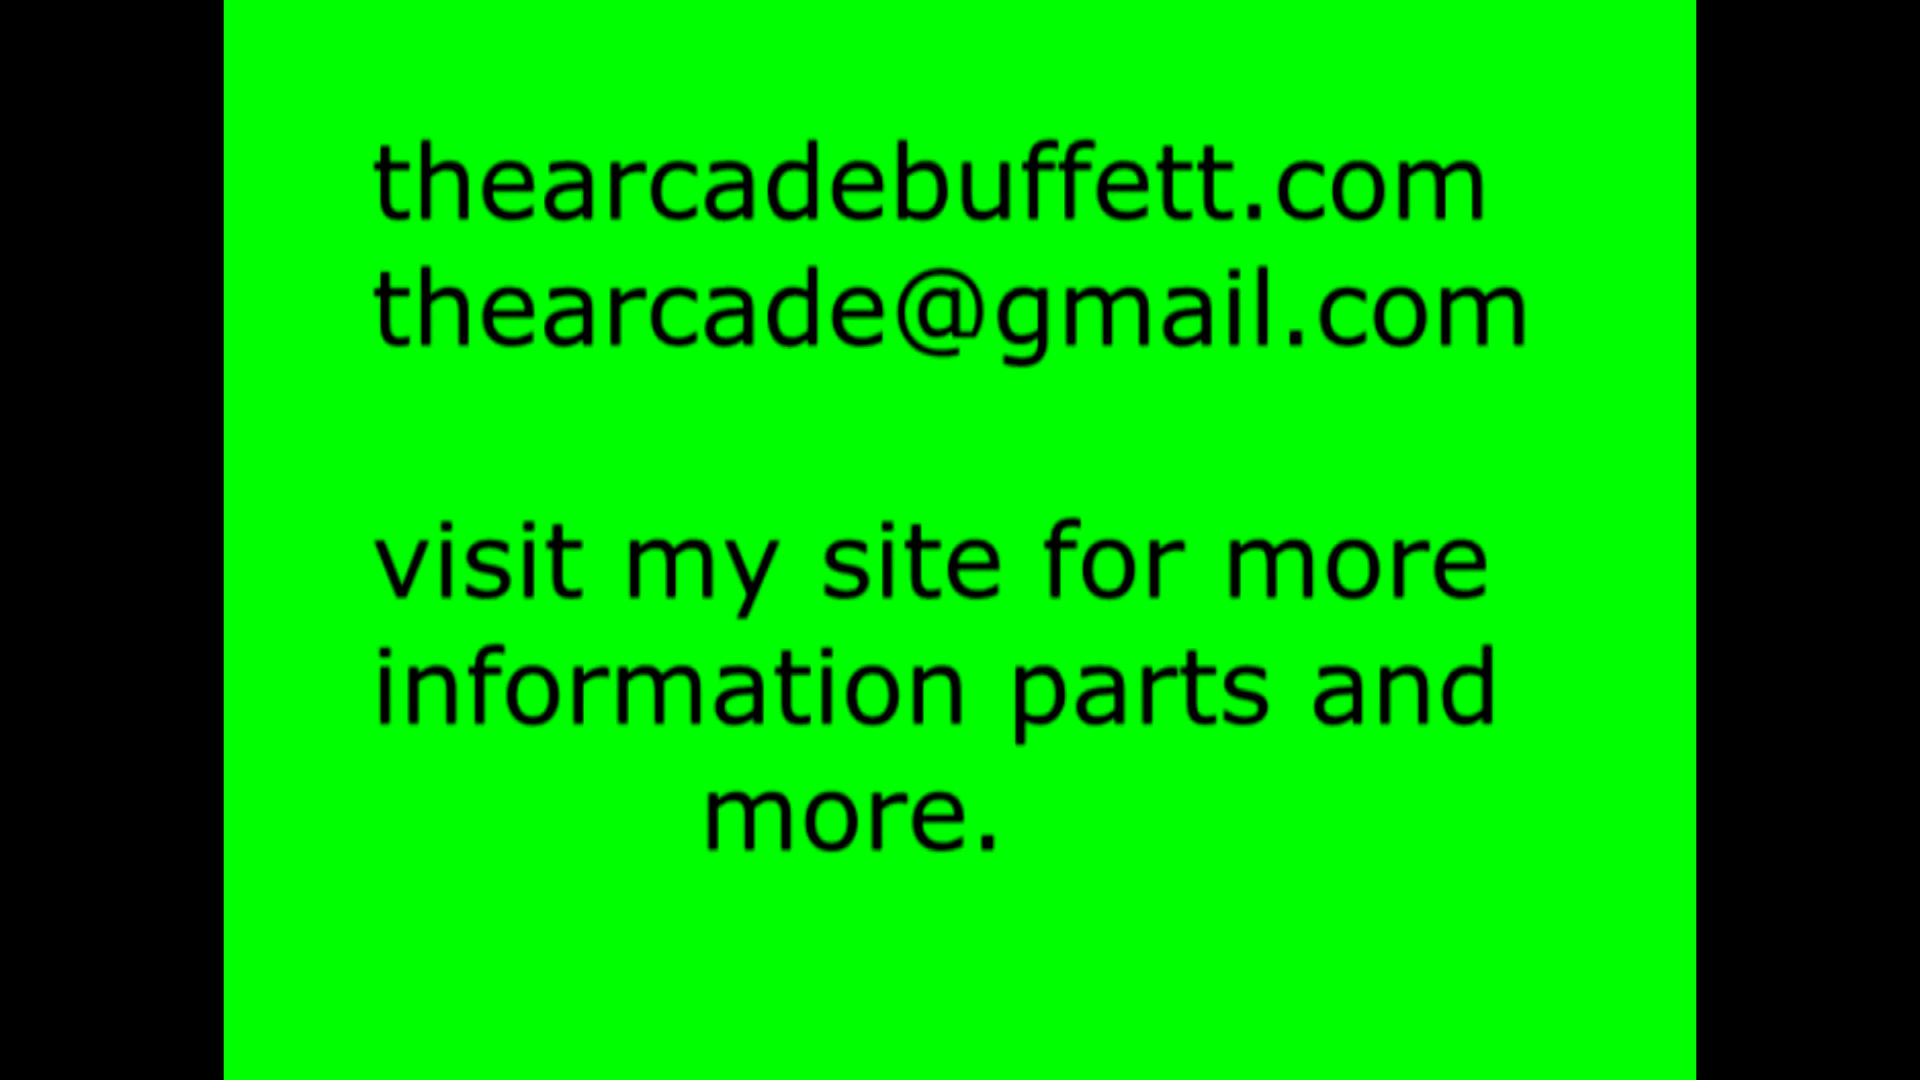 thearcadebuffett.com
thearcade@gmail.com
visit my site for more
information parts and
more.